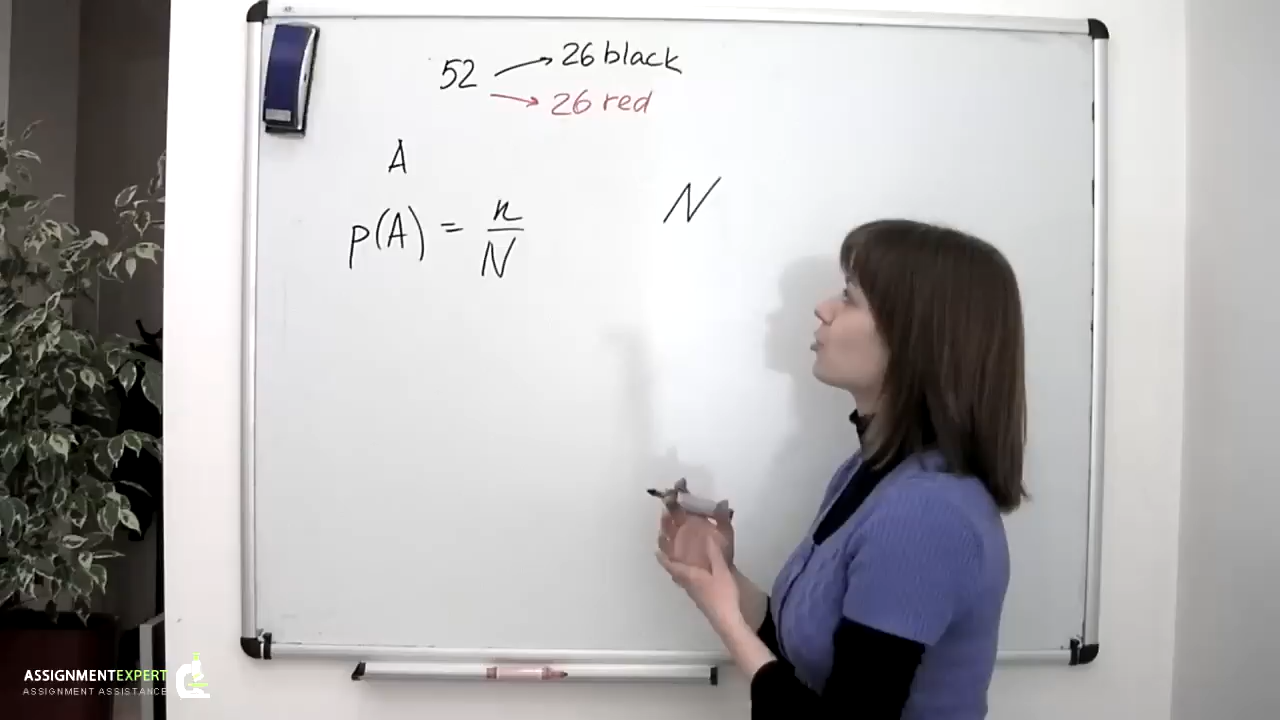 52 → 26 black
→ 26 red
A
p(A) = n/N
N
ASSIGNMENTEXPERT
ASSIGNMENT ASSISTANCE